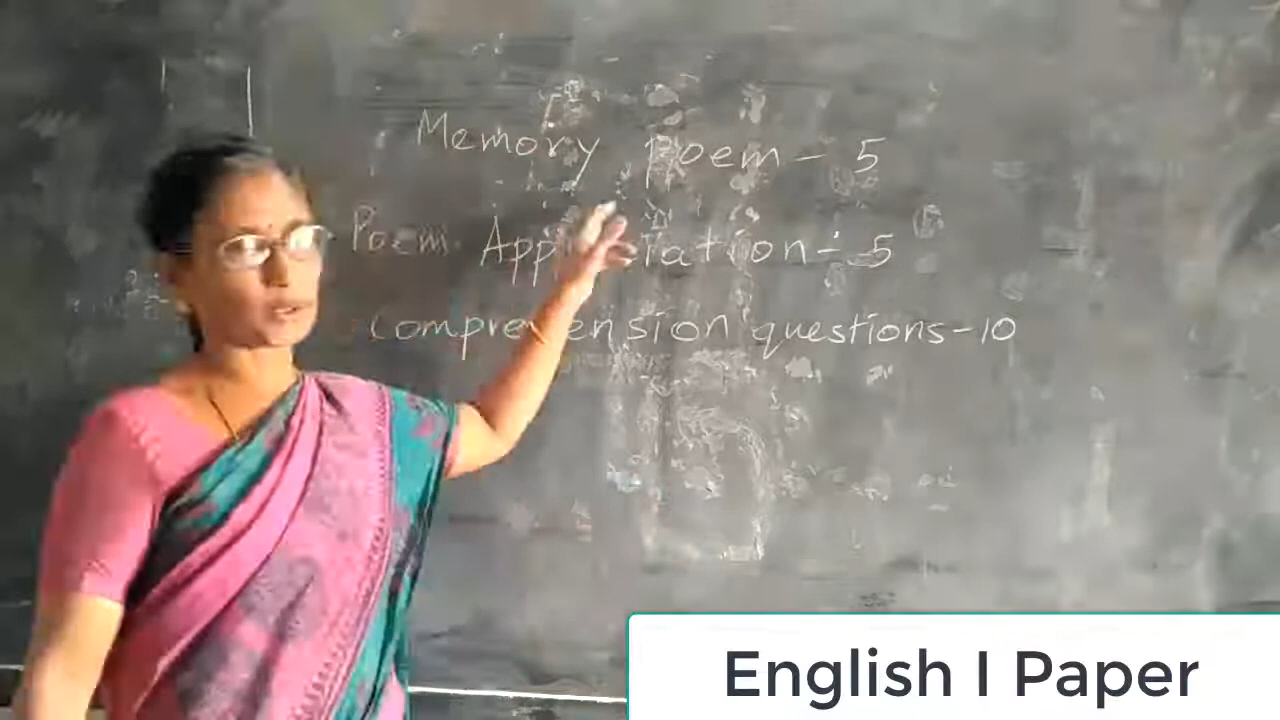 Memory Poem - 5
Poem Appreciation - 5
Comprehension questions - 10
English I Paper